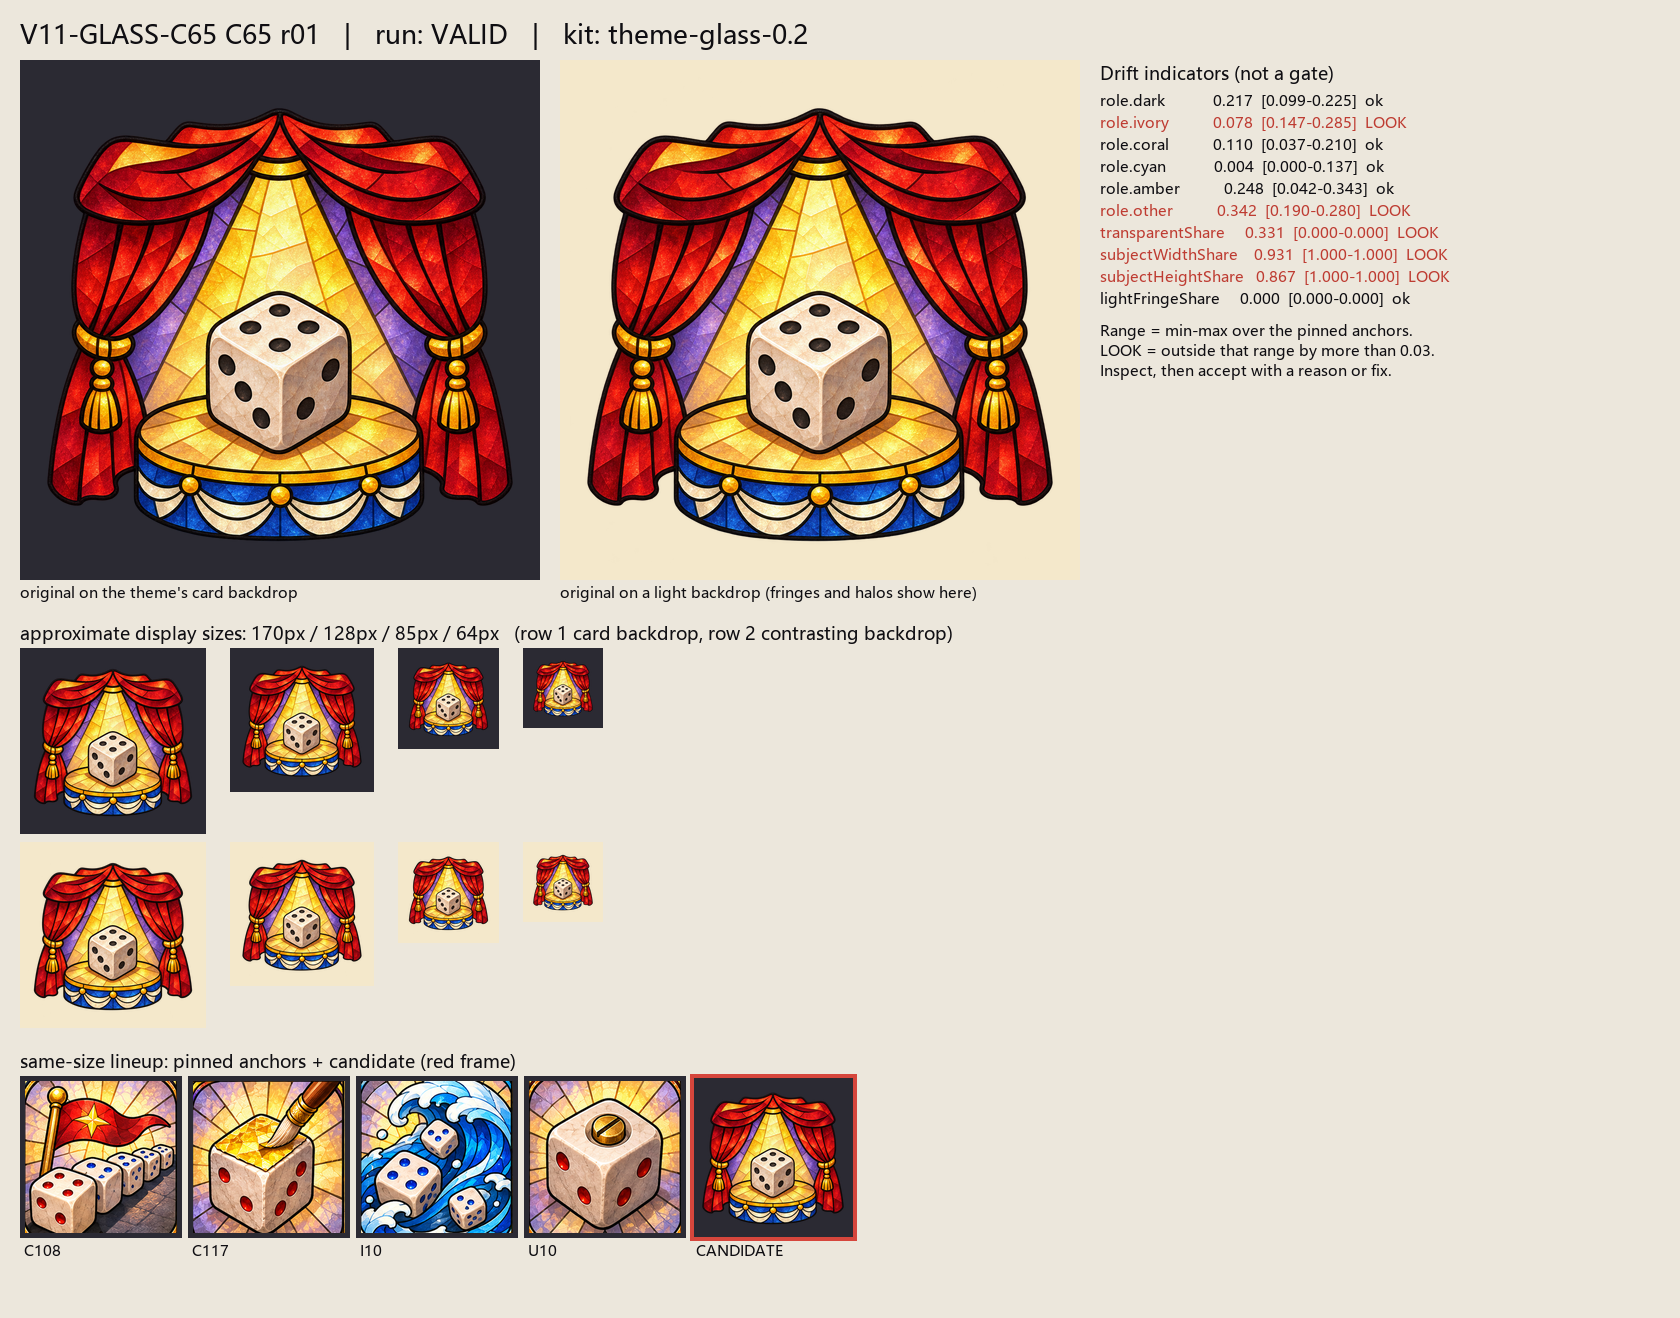 V11-GLASS-C65 C65 r01 | run: VALID | kit: theme-glass-0.2
Drift indicators (not a gate)
role.dark 0.217 [0.099-0.225] ok
role.ivory 0.078 [0.147-0.285] LOOK
role.coral 0.110 [0.037-0.210] ok
role.cyan 0.004 [0.000-0.137] ok
role.amber 0.248 [0.042-0.343] ok
role.other 0.342 [0.190-0.280] LOOK
transparentShare 0.331 [0.000-0.000] LOOK
subjectWidthShare 0.931 [1.000-1.000] LOOK
subjectHeightShare 0.867 [1.000-1.000] LOOK
lightFringeShare 0.000 [0.000-0.000] ok
Range = min-max over the pinned anchors.
LOOK = outside that range by more than 0.03.
Inspect, then accept with a reason or fix.
original on the theme's card backdrop
original on a light backdrop (fringes and halos show here)
approximate display sizes: 170px / 128px / 85px / 64px (row 1 card backdrop, row 2 contrasting backdrop)
same-size lineup: pinned anchors + candidate (red frame)
C108
C117
I10
U10
CANDIDATE